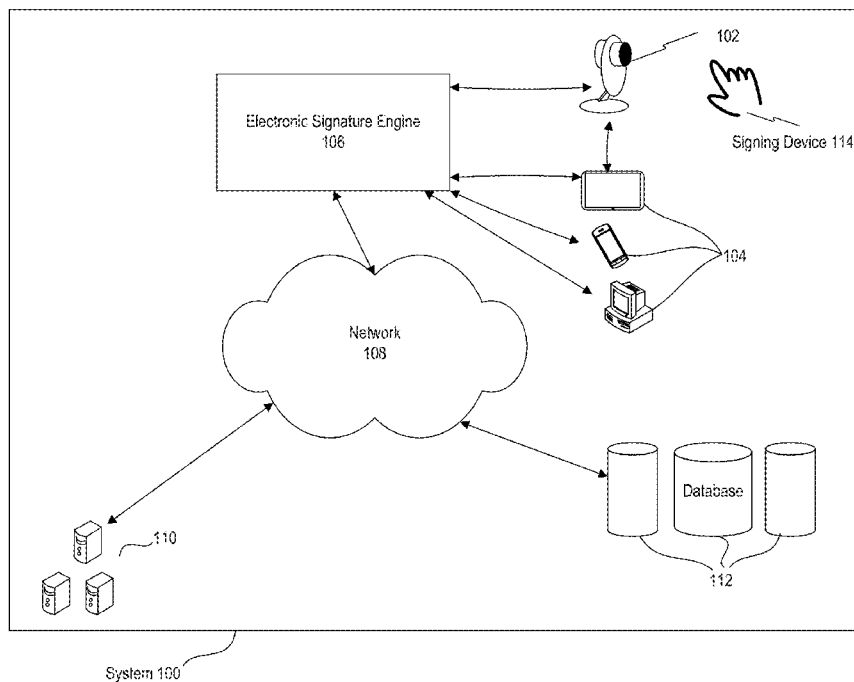 102
Electronic Signature Engine
106
Signing Device 114
104
Network
108
Database
110
112
System 100